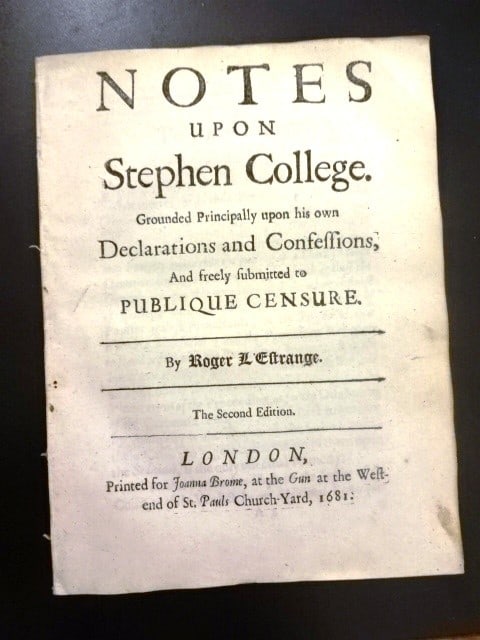 NOTES
UPON
Stephen College.
Grounded Principally upon his own
Declarations and Confeſſions,
And freely ſubmitted to
PUBLIQUE CENSURE.
By Roger L'Eſtrange.
The Second Edition.
LONDON,
Printed for Joanna Brome, at the Gun at the Weſt-
end of St. Pauls Church-Yard, 1681.